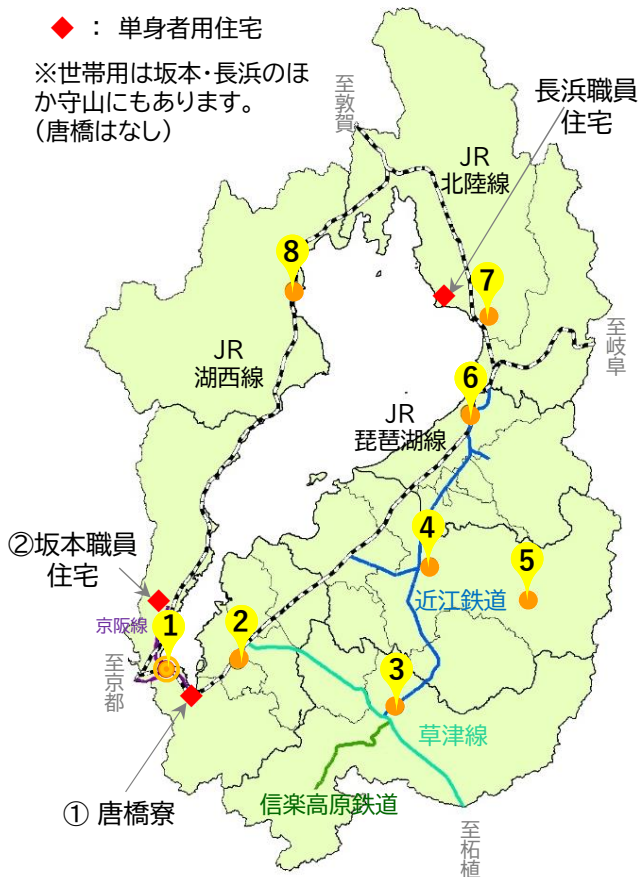 ◆ ： 単身者用住宅
※世帯用は坂本・長浜のほ
か守山にもあります。
（唐橋はなし）
至敦賀
長浜職員
住宅
JR
北陸線
8
7
至岐阜
JR
湖西線
6
JR
琵琶湖線
4
5
②坂本職員
住宅
近江鉄道
京阪線
1
2
至京都
3
草津線
① 唐橋寮
信楽高原鉄道
至柘植